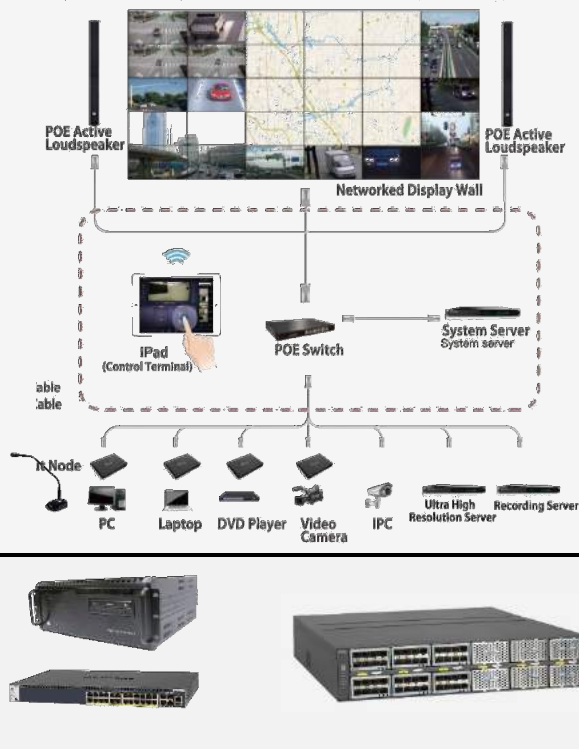 POE Active
Loudspeaker
POE Active
Loudspeaker
Networked Display Wall
iPad
(Control Terminal)
POE Switch
System Server
System server
able
able
t Node
PC
Laptop
DVD Player
Video
Camera
IPC
Ultra High
Resolution Server
Recording Server